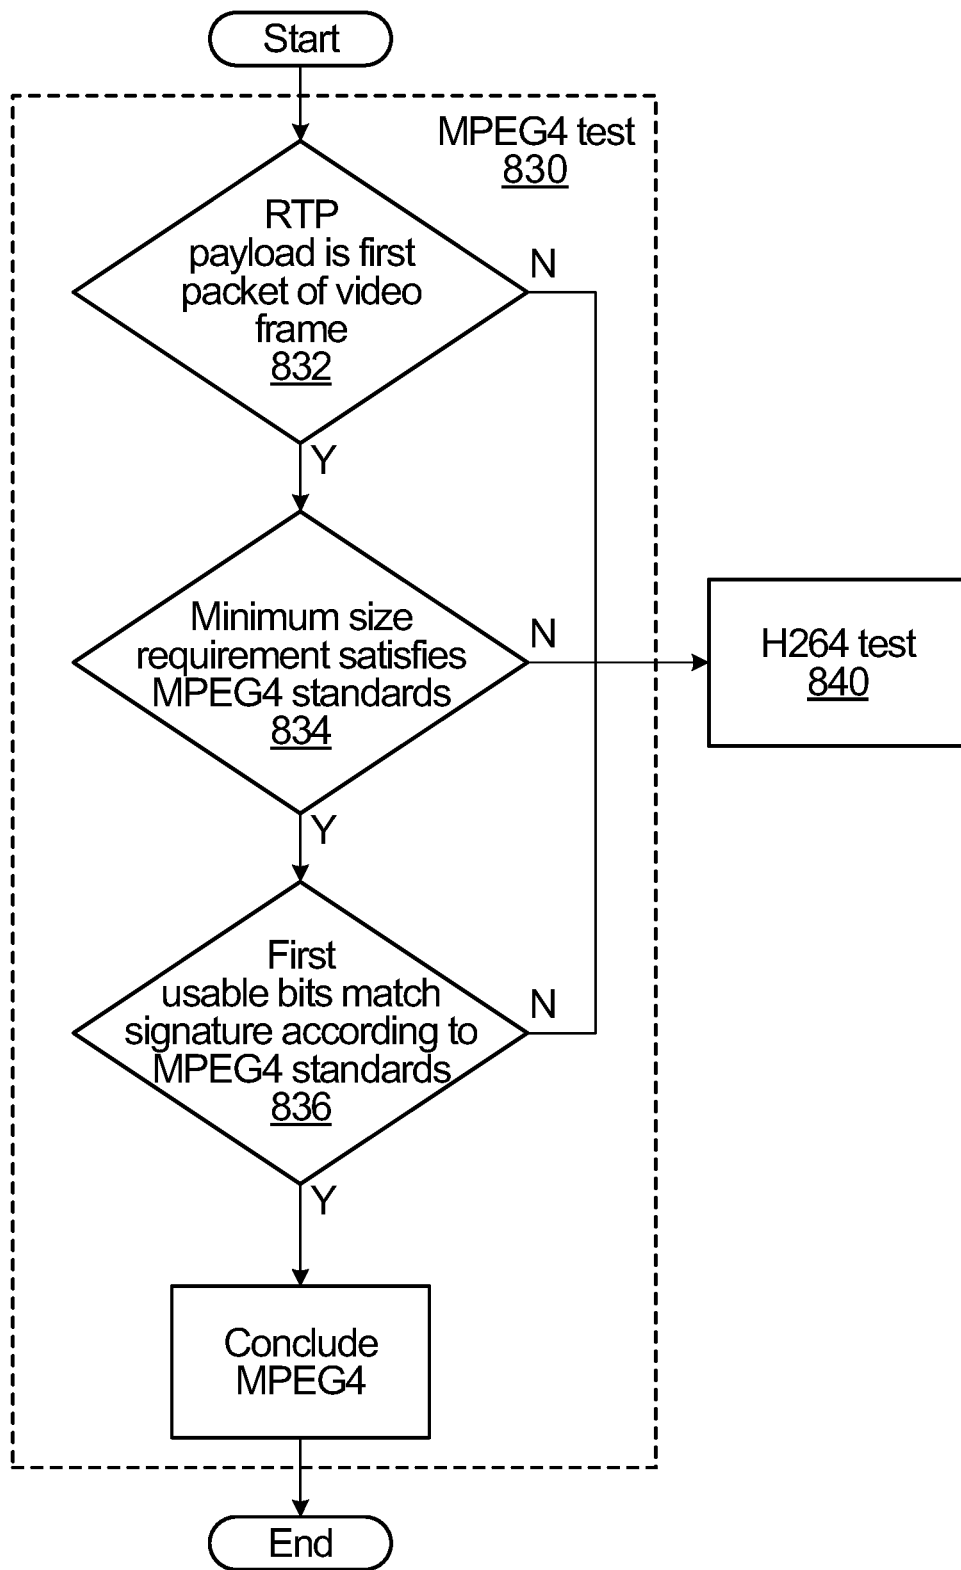 Start
MPEG4 test
830
RTP
payload is first
packet of video
frame
832
N
Y
Minimum size
requirement satisfies
MPEG4 standards
834
N
H264 test
840
Y
First
usable bits match
signature according to
MPEG4 standards
836
N
Y
Conclude
MPEG4
End